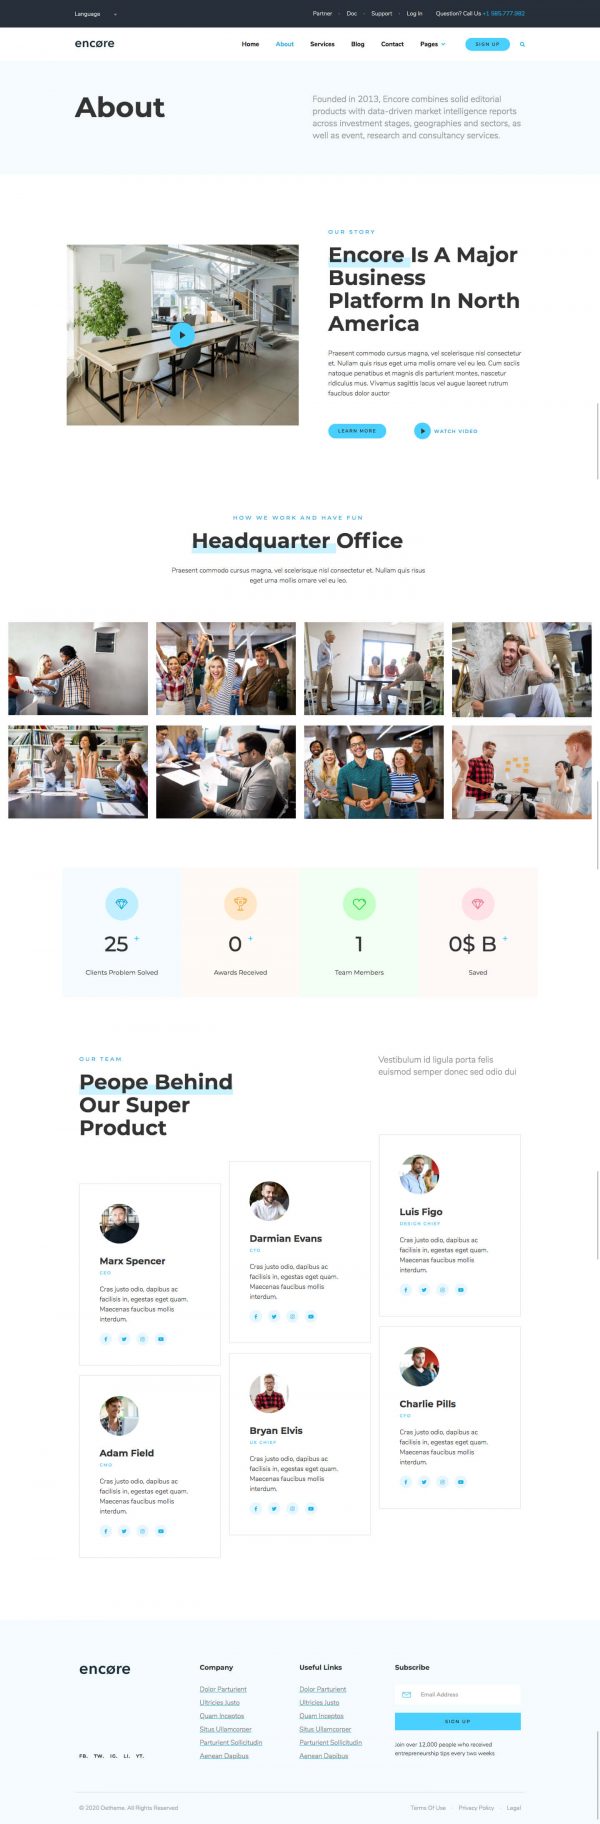 Language
Partner
Doc
Support
Log In
Question? Call Us +1 585.777.982
encøre
Home
About
Services
Blog
Contact
Pages
SIGN UP
About
Founded in 2013, Encore combines solid editorial
products with data-driven market intelligence reports
across investment stages, geographies and sectors, as
well as event, research and consultancy services.
OUR STORY
Encore Is A Major
Business
Platform In North
America
Praesent commodo cursus magna, vel scelerisque nisl consectetur
et. Nullam quis risus eget urna mollis ornare vel eu leo. Cum sociis
natoque penatibus et magnis dis parturient montes, nascetur
ridiculus mus. Vivamus sagittis lacus vel augue laoreet rutrum
faucibus dolor auctor
LEARN MORE
WATCH VIDEO
HOW WE WORK AND HAVE FUN
Headquarter Office
Praesent commodo cursus magna, vel scelerisque nisl consectetur et. Nullam quis risus
eget urna mollis ornare vel eu leo.
25 +
Clients Problem Solved
0 +
Awards Received
1
Team Members
0$ B +
Saved
OUR TEAM
Peope Behind
Our Super
Product
Vestibulum id ligula porta felis
euismod semper donec sed odio dui
Marx Spencer
CEO
Cras justo odio, dapibus ac
facilisis in, egestas eget quam.
Maecenas faucibus mollis
interdum.
Adam Field
CMO
Cras justo odio, dapibus ac
facilisis in, egestas eget quam.
Maecenas faucibus mollis
interdum.
Darmian Evans
CTO
Cras justo odio, dapibus ac
facilisis in, egestas eget quam.
Maecenas faucibus mollis
interdum.
Bryan Elvis
UX CHIEF
Cras justo odio, dapibus ac
facilisis in, egestas eget quam.
Maecenas faucibus mollis
interdum.
Luis Figo
DESIGN CHIEF
Cras justo odio, dapibus ac
facilisis in, egestas eget quam.
Maecenas faucibus mollis
interdum.
Charlie Pills
CFO
Cras justo odio, dapibus ac
facilisis in, egestas eget quam.
Maecenas faucibus mollis
interdum.
encøre
FB. TW. IG. LI. YT.
Company
Dolor Parturient
Ultricies Justo
Quam Inceptos
Situs Ullamcorper
Parturient Sollicitudin
Aenean Dapibus
Useful Links
Dolor Parturient
Ultricies Justo
Quam Inceptos
Situs Ullamcorper
Parturient Sollicitudin
Aenean Dapibus
Subscribe
Email Address
SIGN UP
Join over 12,000 people who received
entrepreneurship tips every two weeks
© 2020 Oxtheme. All Rights Reserved
Terms Of Use
Privacy Policy
Legal